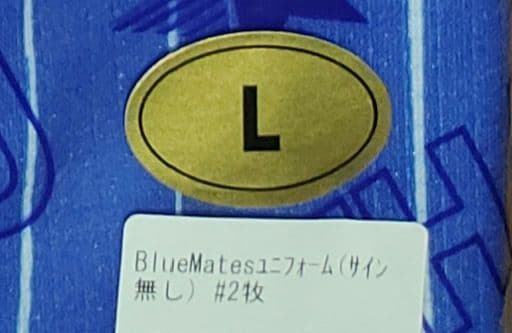 L
BlueMatesﾕﾆﾌｫｰﾑ(ｻｲﾝ
無し) #2枚